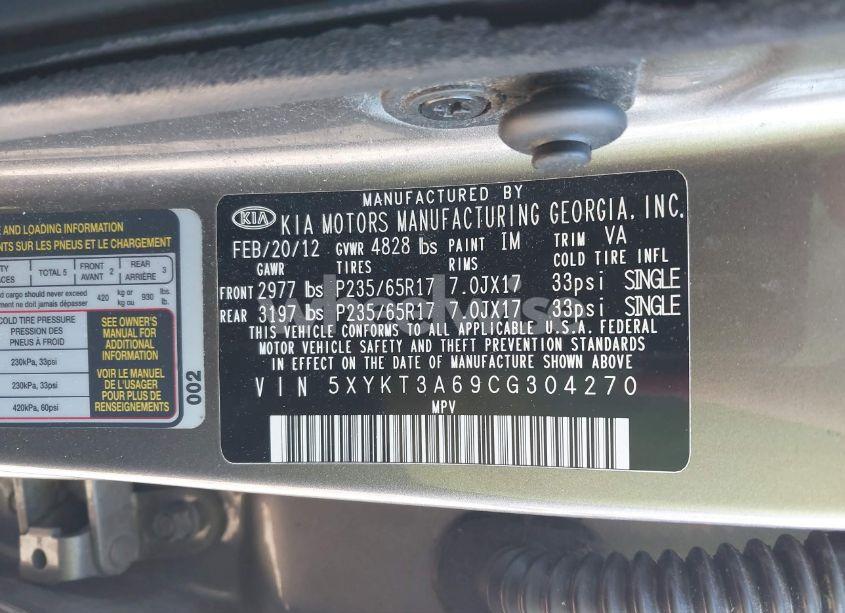 E AND LOADING INFORMATION
NTS SUR LES PNEUS ET LE CHARGEMENT
TOTAL 5
FRONT AVANT 2
REAR ARRIÈRE 3
d cargo should never exceed
ment ne doit jamais dépasser
420 kg ou 930 lbs.
COLD TIRE PRESSURE
PRESSION DES
PNEUS À FROID
230kPa, 33psi
230kPa, 33psi
420kPa, 60psi
SEE OWNER'S
MANUAL FOR
ADDITIONAL
INFORMATION
VOIR LE MANUEL
DE L'USAGER
POUR PLUS DE
RENSEIGNEMENTS
002
MANUFACTURED BY
KIA KIA MOTORS MANUFACTURING GEORGIA, INC.
FEB/20/12 GVWR 4828 lbs PAINT IM TRIM VA
GAWR TIRES RIMS COLD TIRE INFL
FRONT 2977 lbs P235/65R17 7.0JX17 33psi SINGLE
REAR 3197 lbs P235/65R17 7.0JX17 33psi SINGLE
THIS VEHICLE CONFORMS TO ALL APPLICABLE U.S.A. FEDERAL
MOTOR VEHICLE SAFETY AND THEFT PREVENTION STANDARDS
IN EFFECT ON THE DATE OF MANUFACTURE SHOWN ABOVE
VIN 5XYKT3A69CG304270
MPV